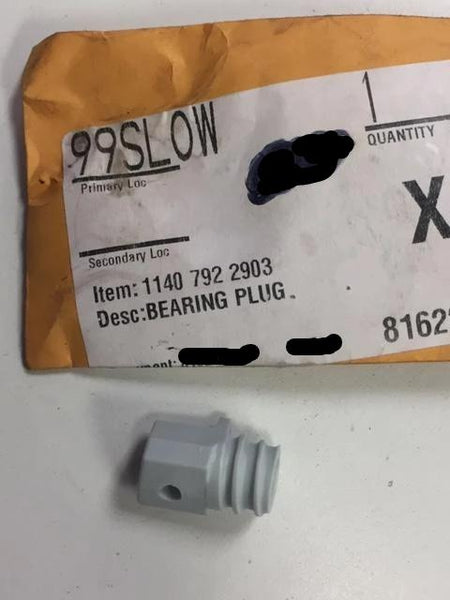 99SLOW
1
Primary Loc
QUANTITY
X
Secondary Loc
Item: 1140 792 2903
Desc:BEARING PLUG.
8162